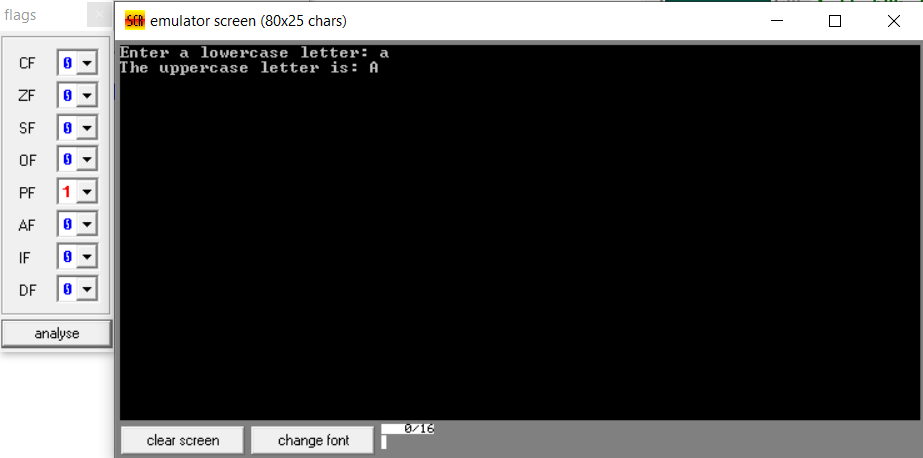 flags
CF 0
ZF 0
SF 0
OF 0
PF 1
AF 0
IF 0
DF 0
analyse
SCR emulator screen (80x25 chars)
Enter a lowercase letter: a
The uppercase letter is: A
clear screen
change font
0/16